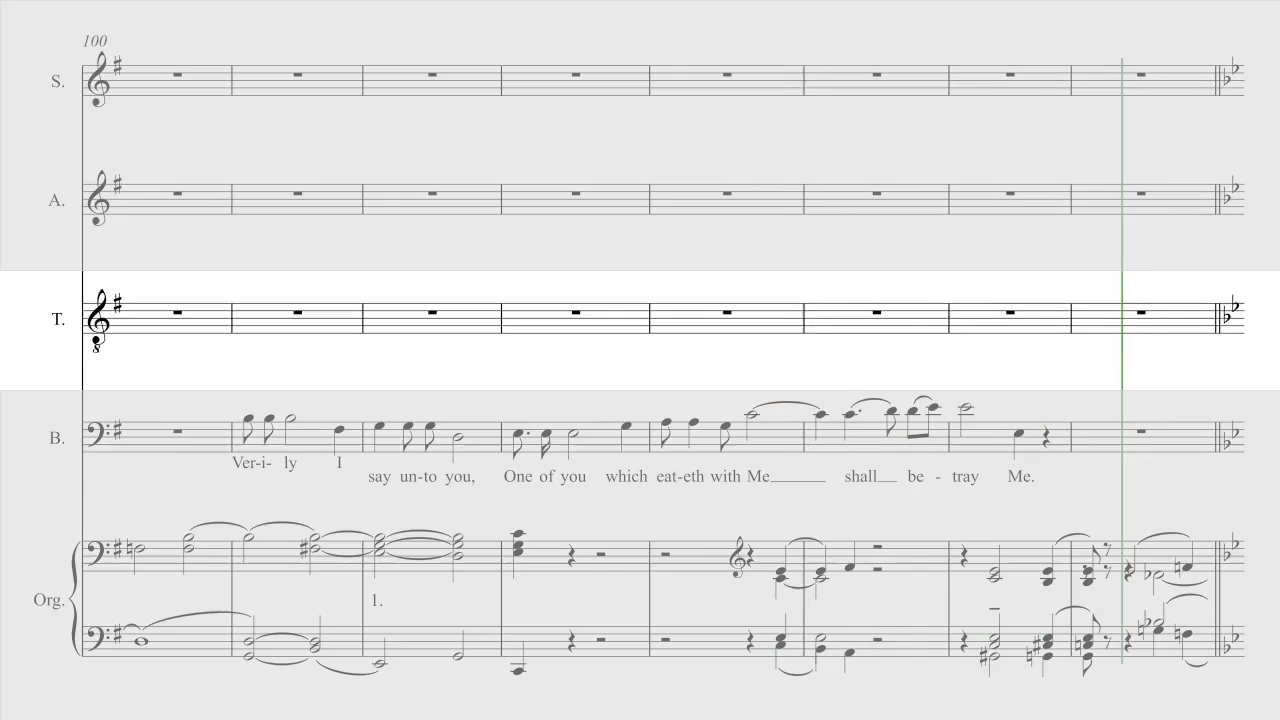 100
S.
A.
T.
8
B.
Ver-i- ly I
say un-to you, One of you which eat-eth with Me shall be - tray Me.
Org.
1.